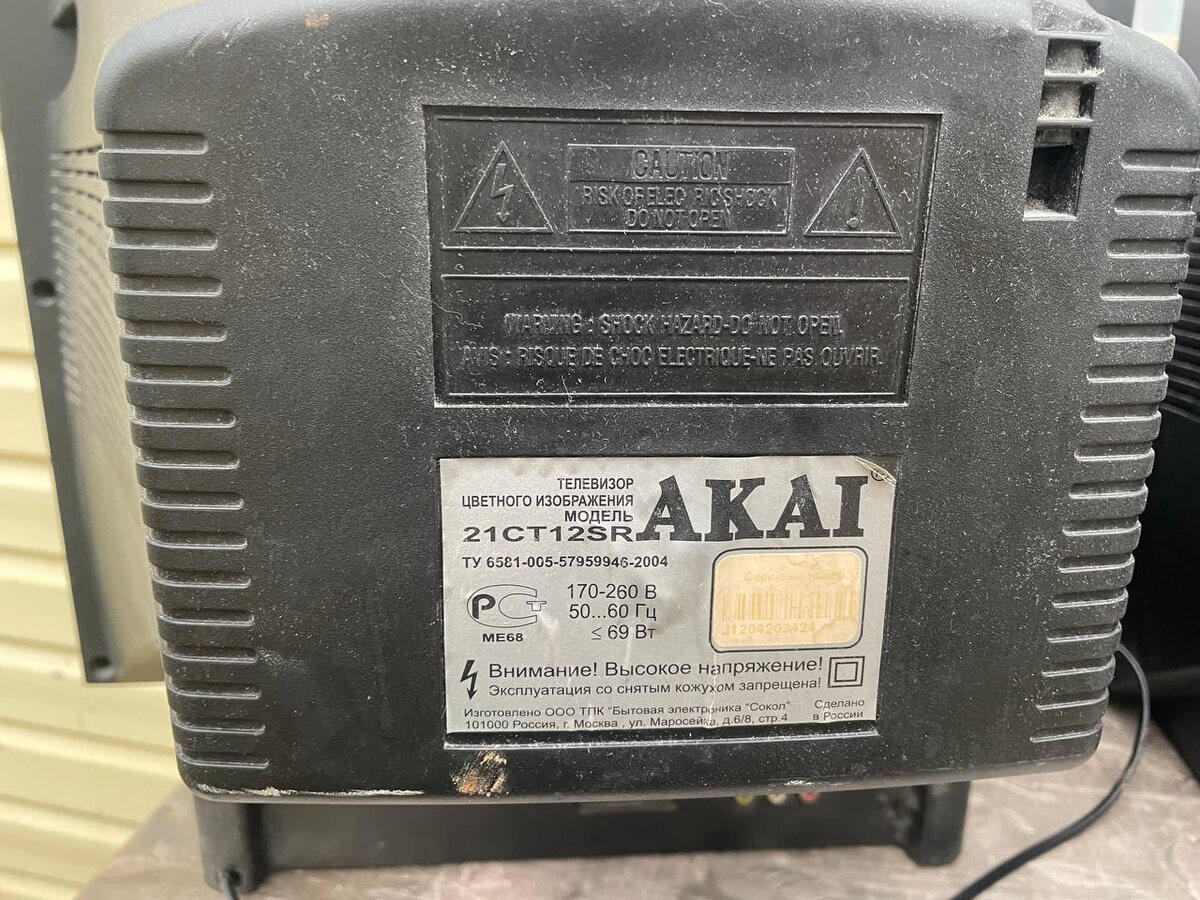 CAUTION
RISK OF ELEC RIC SHOCK
DO NOT OPEN
WARNING : SHOCK HAZARD-DO NOT OPEN.
AVIS : RISQUE DE CHOC ELECTRIQUE-NE PAS OUVRIR.
ТЕЛЕВИЗОР
ЦВЕТНОГО ИЗОБРАЖЕНИЯ
МОДЕЛЬ
21CT12SR
AKAI®
ТУ 6581-005-57959946-2004
РСТ
МЕ68
170-260 В
50...60 Гц
≤ 69 Вт
Серийный номер
J1204203424
Внимание! Высокое напряжение!
Эксплуатация со снятым кожухом запрещена!
Изготовлено ООО ТПК "Бытовая электроника "Сокол"
101000 Россия, г. Москва , ул. Маросейка, д.6/8, стр.4
Сделано
в России